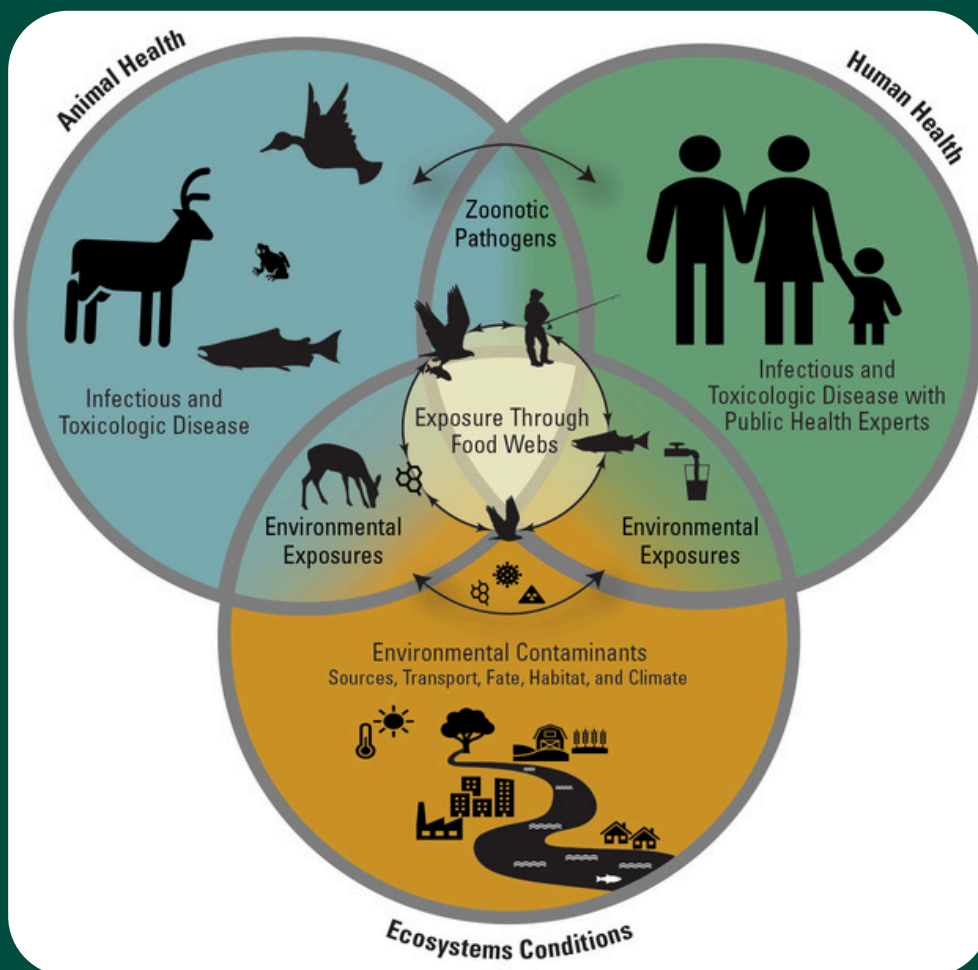 Animal Health
Human Health
Zoonotic
Pathogens
Infectious and
Toxicologic Disease
Infectious and
Toxicologic Disease with
Public Health Experts
Exposure Through
Food Webs
Environmental
Exposures
Environmental
Exposures
Environmental Contaminants
Sources, Transport, Fate, Habitat, and Climate
Ecosystems Conditions